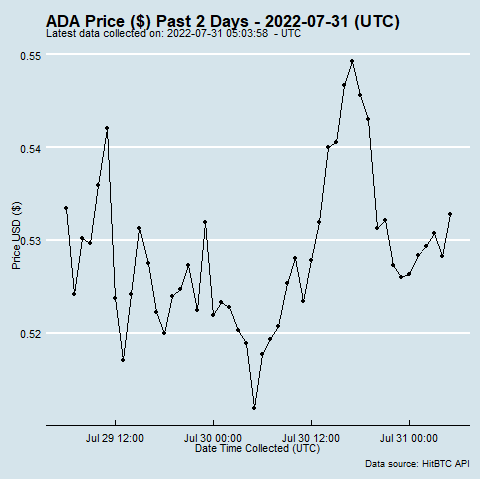 ADA Price ($) Past 2 Days - 2022-07-31 (UTC)
Latest data collected on: 2022-07-31 05:03:58 - UTC
0.55
0.54
0.53
0.52
Price USD ($)
Jul 29 12:00 Jul 30 00:00 Jul 30 12:00 Jul 31 00:00
Date Time Collected (UTC)
Data source: HitBTC API